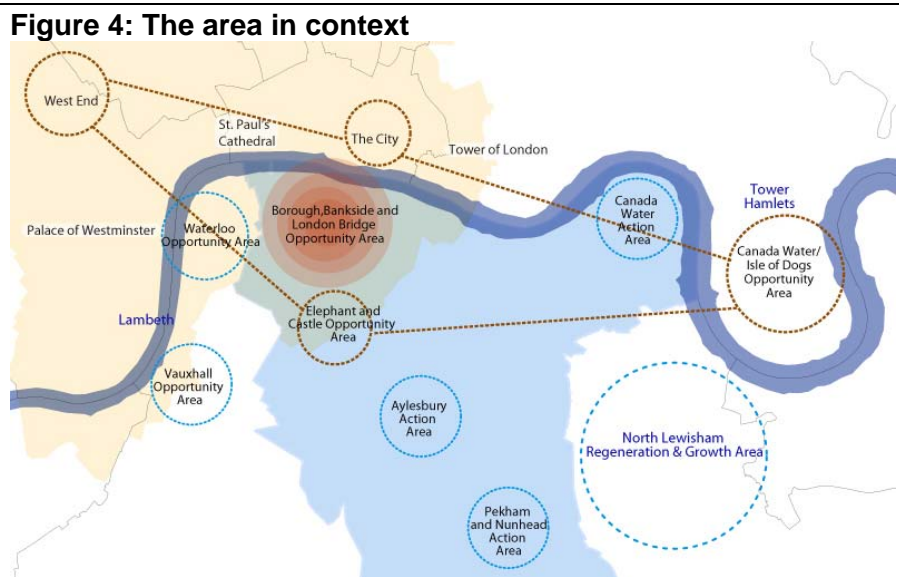 Figure 4: The area in context
West End
St. Paul's
Cathedral
The City
Tower of London
Palace of Westminster
Waterloo
Opportunity Area
Borough,Bankside and
London Bridge
Opportunity Area
Canada
Water
Action
Area
Tower
Hamlets
Canada Water/
Isle of Dogs
Opportunity
Area
Lambeth
Elephant and
Castle Opportunity
Area
Vauxhall
Opportunity
Area
Aylesbury
Action
Area
North Lewisham
Regeneration & Growth Area
Pekham
and Nunhead
Action
Area